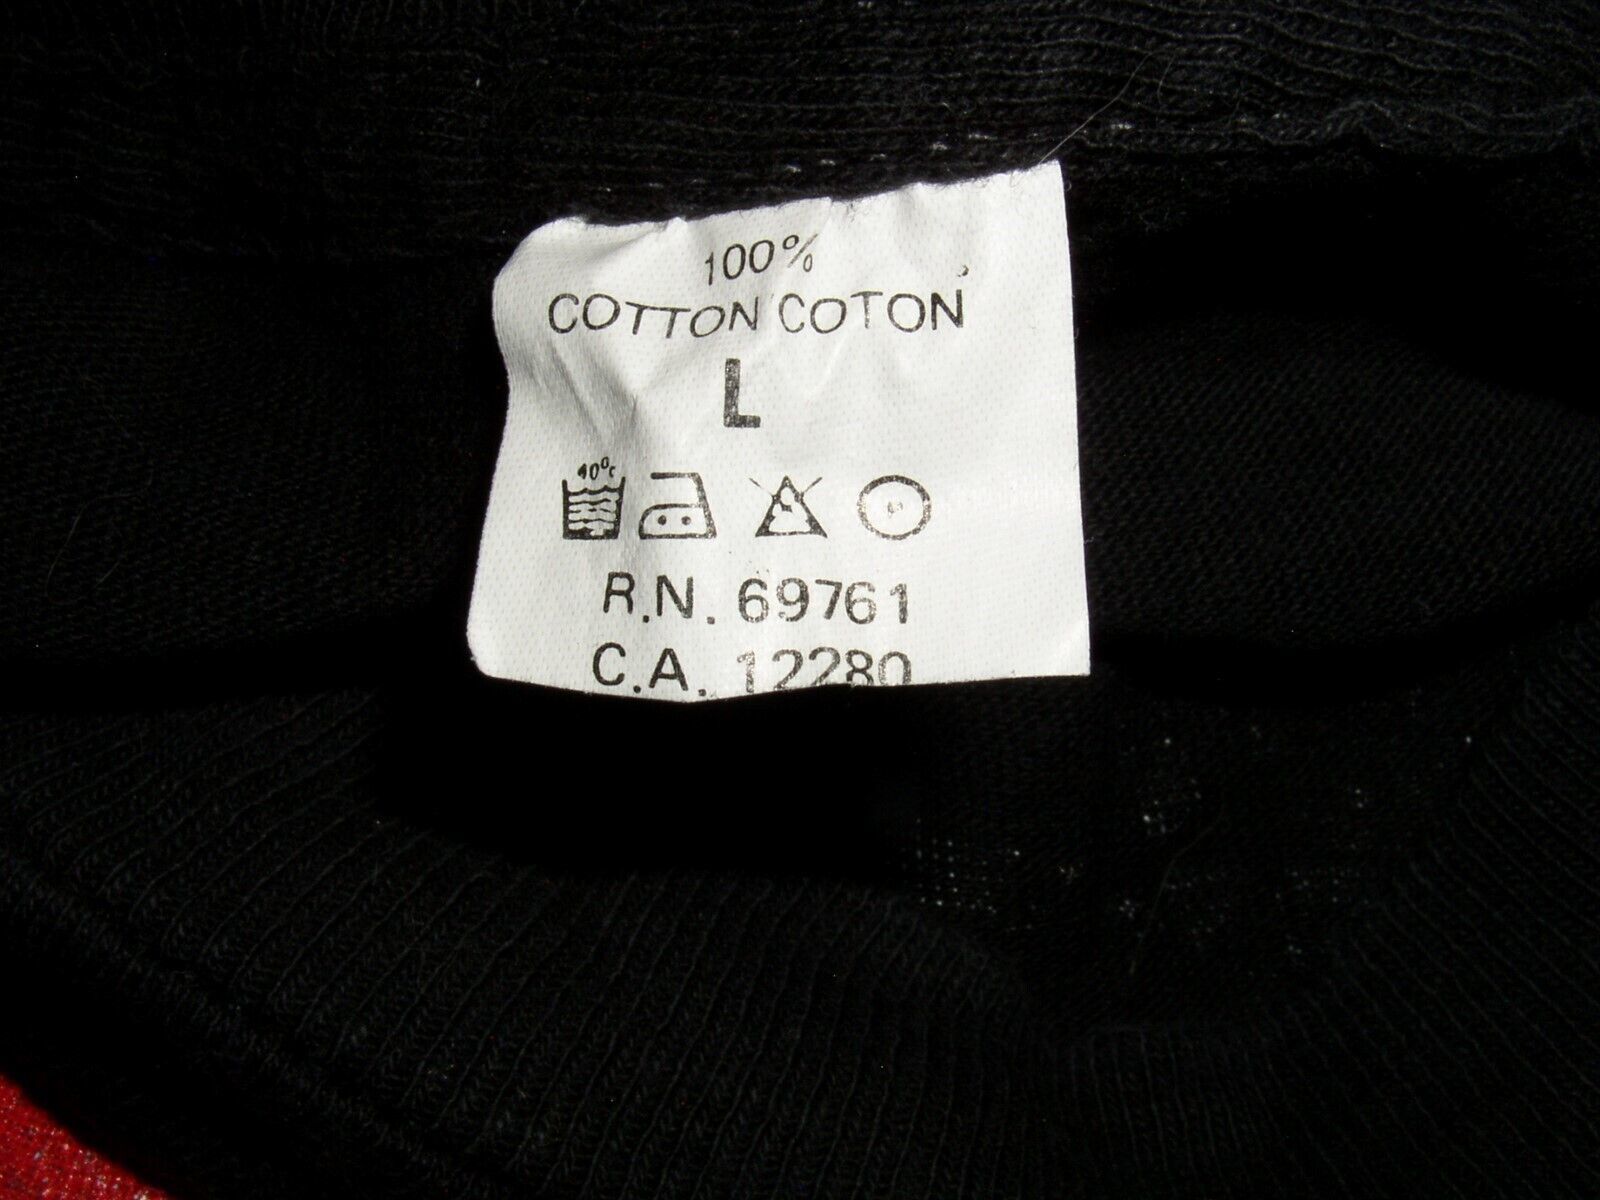 100%
COTTON/COTON
L
40°c
R.N. 69761
C.A. 12280